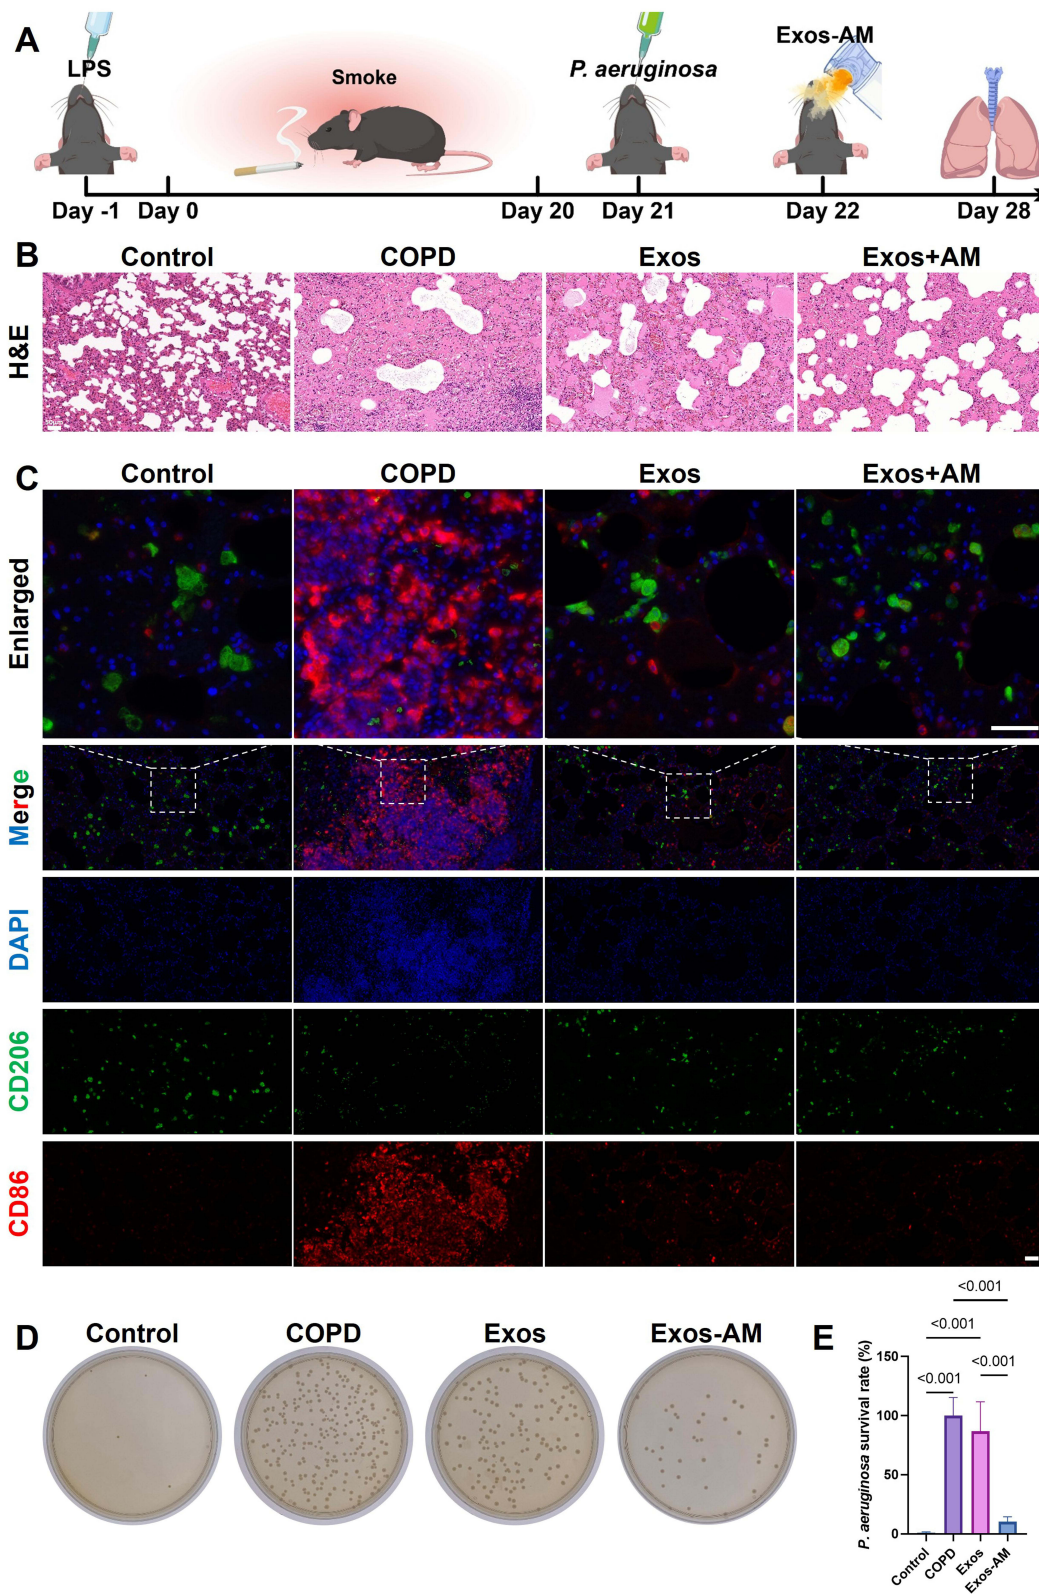 A
LPS
Smoke
P. aeruginosa
Exos-AM
Day -1
Day 0
Day 20
Day 21
Day 22
Day 28
B
Control
COPD
Exos
Exos+AM
H&E
C
Control
COPD
Exos
Exos+AM
Enlarged
Merge
DAPI
CD206
CD86
D
Control
COPD
Exos
Exos-AM
E
<0.001
<0.001
<0.001
<0.001
P. aeruginosa survival rate (%)
150
100
50
0
Control
COPD
Exos
Exos-AM